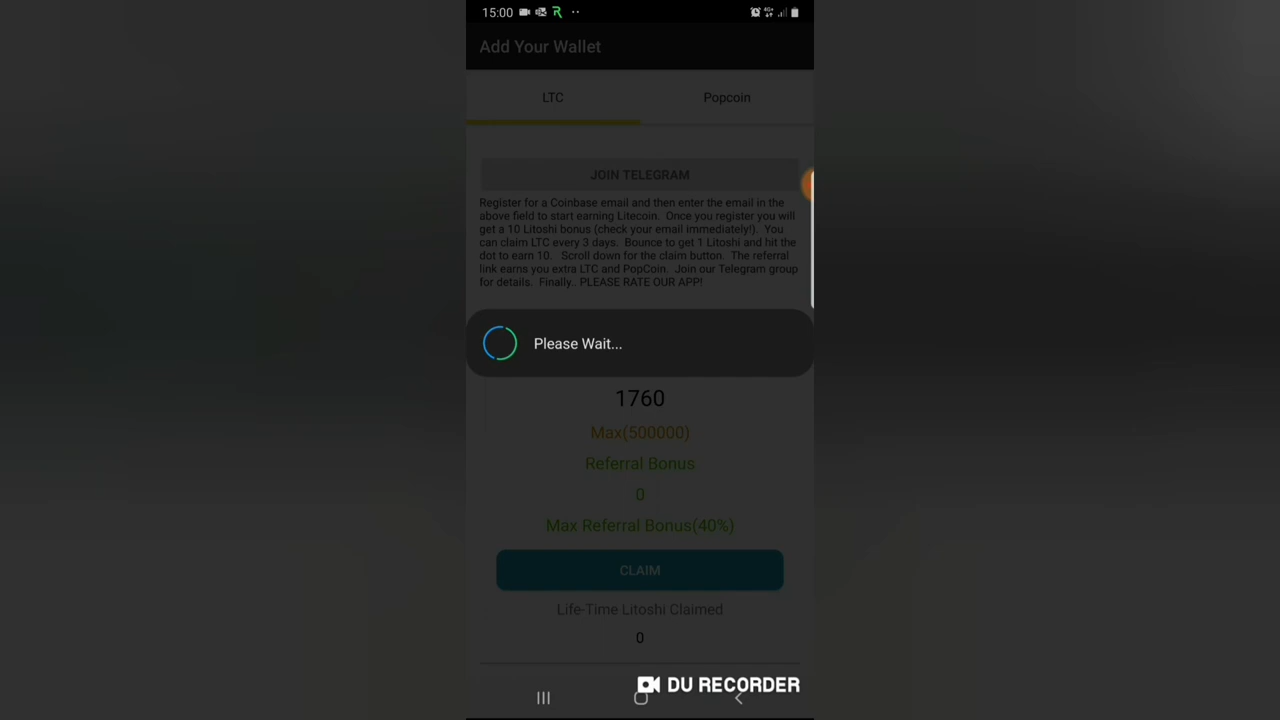 15:00
Add Your Wallet
LTC
Popcoin
JOIN TELEGRAM
Register for a Coinbase email and then enter the email in the
above field to start earning Litecoin. Once you register you will
get a 10 Litoshi bonus (check your email immediately!). You
can claim LTC every 3 days. Bounce to get 1 Litoshi and hit the
dot to earn 10. Scroll down for the claim button. The referral
link earns you extra LTC and PopCoin. Join our Telegram group
for details. Finally.. PLEASE RATE OUR APP!
Please Wait...
1760
Max(500000)
Referral Bonus
0
Max Referral Bonus(40%)
CLAIM
Life-Time Litoshi Claimed
0
DU RECORDER